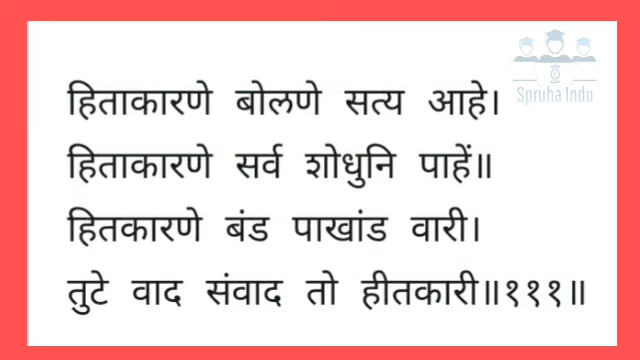 Spruha Indu
हिताकारणे बोलणे सत्य आहे।
हिताकारणे सर्व शोधुनि पाहें॥
हितकारणे बंड पाखांड वारी।
तुटे वाद संवाद तो हीतकारी॥१११॥